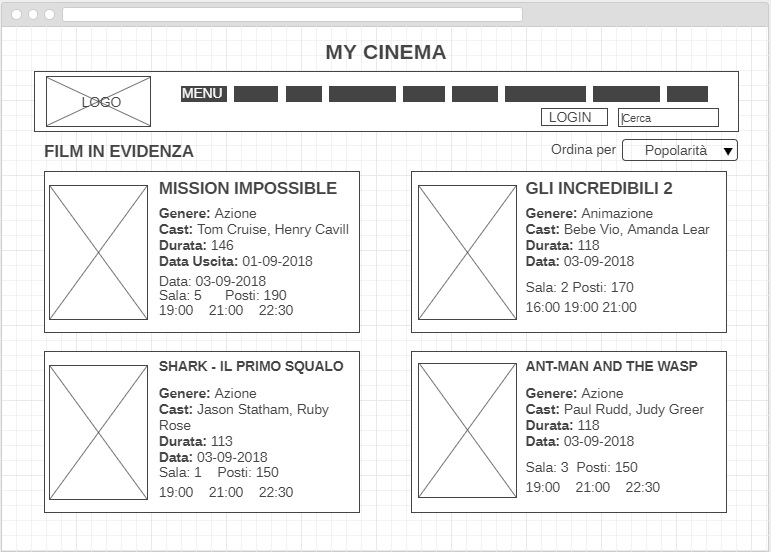 MY CINEMA
LOGO
MENU
LOGIN
Cerca
FILM IN EVIDENZA
Ordina per
Popolarità
MISSION IMPOSSIBLE
Genere: Azione
Cast: Tom Cruise, Henry Cavill
Durata: 146
Data Uscita: 01-09-2018
Data: 03-09-2018
Sala: 5 Posti: 190
19:00 21:00 22:30
GLI INCREDIBILI 2
Genere: Animazione
Cast: Bebe Vio, Amanda Lear
Durata: 118
Data: 03-09-2018
Sala: 2 Posti: 170
16:00 19:00 21:00
SHARK - IL PRIMO SQUALO
Genere: Azione
Cast: Jason Statham, Ruby
Rose
Durata: 113
Data: 03-09-2018
Sala: 1 Posti: 150
19:00 21:00 22:30
ANT-MAN AND THE WASP
Genere: Azione
Cast: Paul Rudd, Judy Greer
Durata: 118
Data: 03-09-2018
Sala: 3 Posti: 150
19:00 21:00 22:30